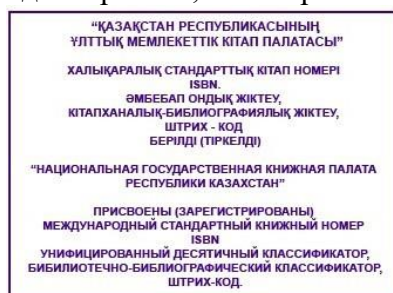 “ҚАЗАҚСТАН РЕСПУБЛИКАСЫНЫҢ
ҰЛТТЫҚ МЕМЛЕКЕТТІК КІТАП ПАЛАТАСЫ”
ХАЛЫҚАРАЛЫҚ СТАНДАРТТЫҚ КІТАП НОМЕРІ
ISBN.
ӘМБЕБАП ОНДЫҚ ЖІКТЕУ,
КІТАПХАНАЛЫҚ-БИБЛИОГРАФИЯЛЫҚ ЖІКТЕУ,
ШТРИХ - КОД
БЕРІЛДІ (ТІРКЕЛДІ)
“НАЦИОНАЛЬНАЯ ГОСУДАРСТВЕННАЯ КНИЖНАЯ ПАЛАТА
РЕСПУБЛИКИ КАЗАХСТАН”
ПРИСВОЕНЫ (ЗАРЕГИСТРИРОВАНЫ)
МЕЖДУНАРОДНЫЙ СТАНДАРТНЫЙ КНИЖНЫЙ НОМЕР
ISBN
УНИФИЦИРОВАННЫЙ ДЕСЯТИЧНЫЙ КЛАССИФИКАТОР,
БИБИЛИОТЕЧНО-БИБЛИОГРАФИЧЕСКИЙ КЛАССИФИКАТОР,
ШТРИХ-КОД.